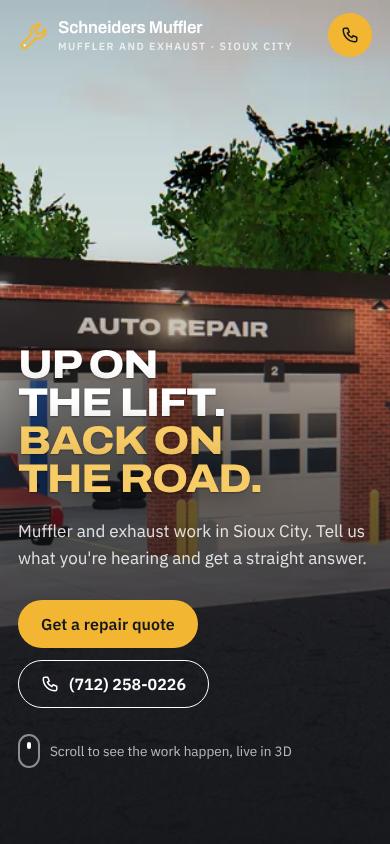 Schneiders Muffler
MUFFLER AND EXHAUST · SIOUX CITY
AUTO REPAIR
2
UP ON
THE LIFT.
BACK ON
THE ROAD.
Muffler and exhaust work in Sioux City. Tell us
what you're hearing and get a straight answer.
Get a repair quote
(712) 258-0226
Scroll to see the work happen, live in 3D